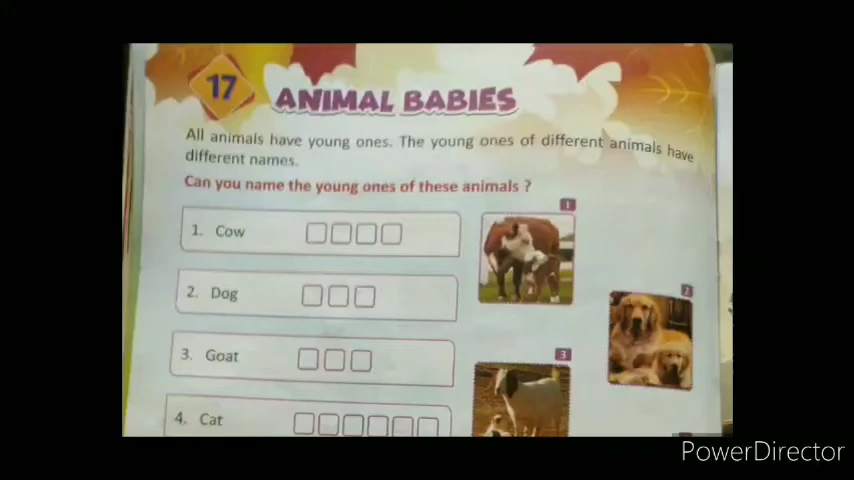 17
ANIMAL BABIES
All animals have young ones. The young ones of different animals have
different names.
Can you name the young ones of these animals ?
1
1. Cow
2
2. Dog
3
3. Goat
4. Cat
PowerDirector